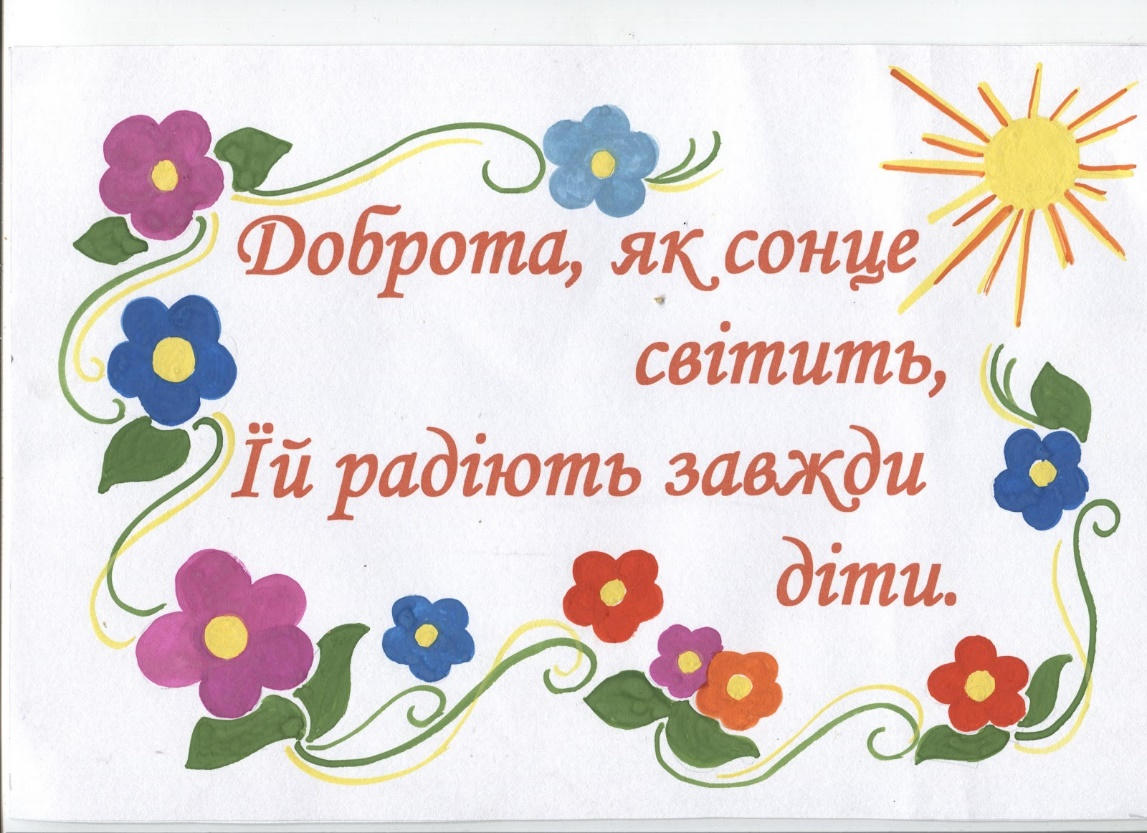 Доброта, як сонце
світить,
Їй радіють завжди
діти.